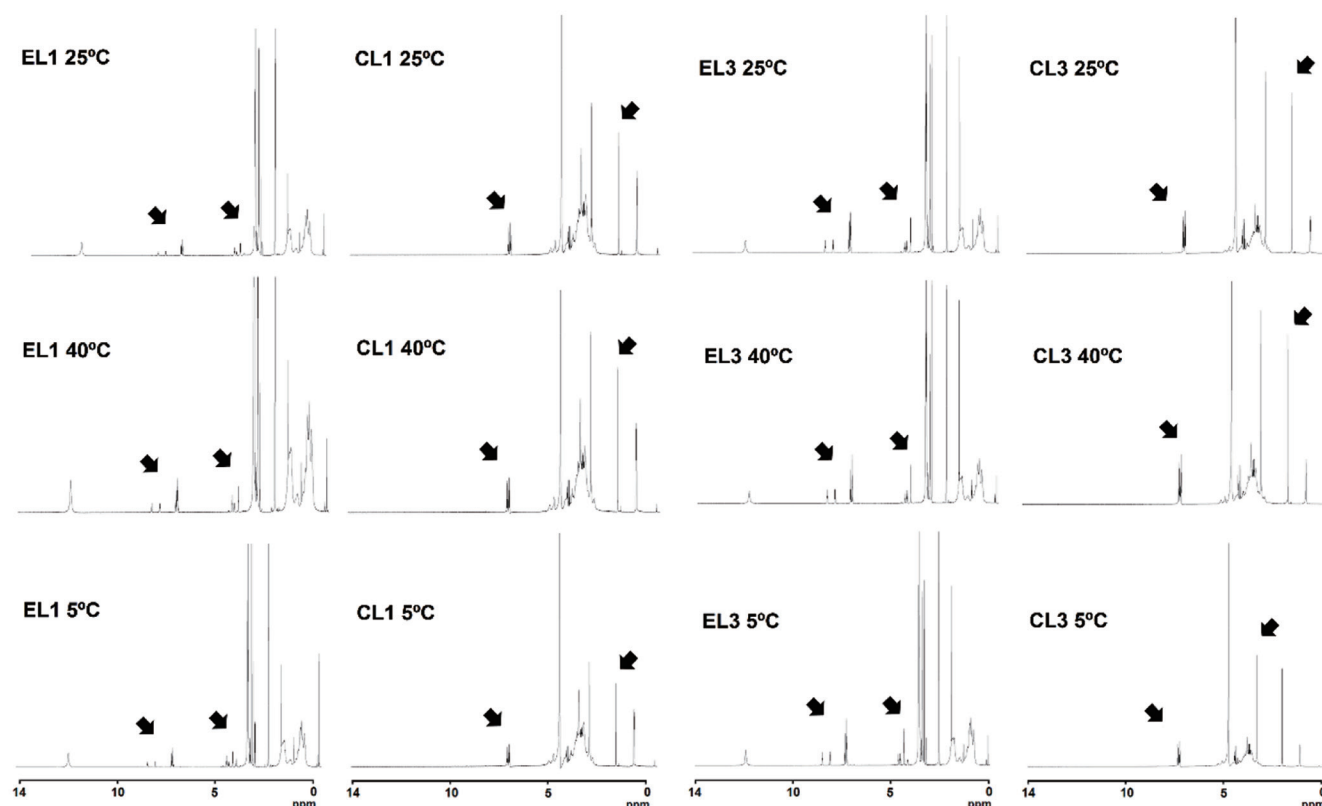 EL1 25ºC
CL1 25ºC
EL3 25ºC
CL3 25ºC
EL1 40ºC
CL1 40ºC
EL3 40ºC
CL3 40ºC
EL1 5ºC
CL1 5ºC
EL3 5ºC
CL3 5ºC
14 10 5 0
ppm
14 10 5 0
ppm
14 10 5 0
ppm
14 10 5 0
ppm